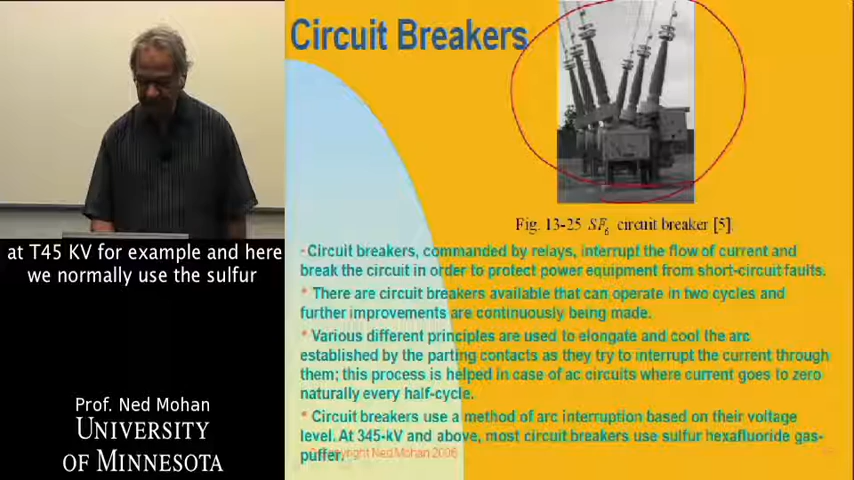 Circuit Breakers
Fig. 13-25 SF6 circuit breaker [5].
at T45 KV for example and here
we normally use the sulfur
Circuit breakers, commanded by relays, interrupt the flow of current and
break the circuit in order to protect power equipment from short-circuit faults.
* There are circuit breakers available that can operate in two cycles and
further improvements are continuously being made.
* Various different principles are used to elongate and cool the arc
established by the parting contacts as they try to interrupt the current through
them; this process is helped in case of ac circuits where current goes to zero
naturally every half-cycle.
* Circuit breakers use a method of arc interruption based on their voltage
level. At 345-kV and above, most circuit breakers use sulfur hexafluoride gas-
puffer.
© Copyright Ned Mohan 2006
Prof. Ned Mohan
UNIVERSITY
OF MINNESOTA